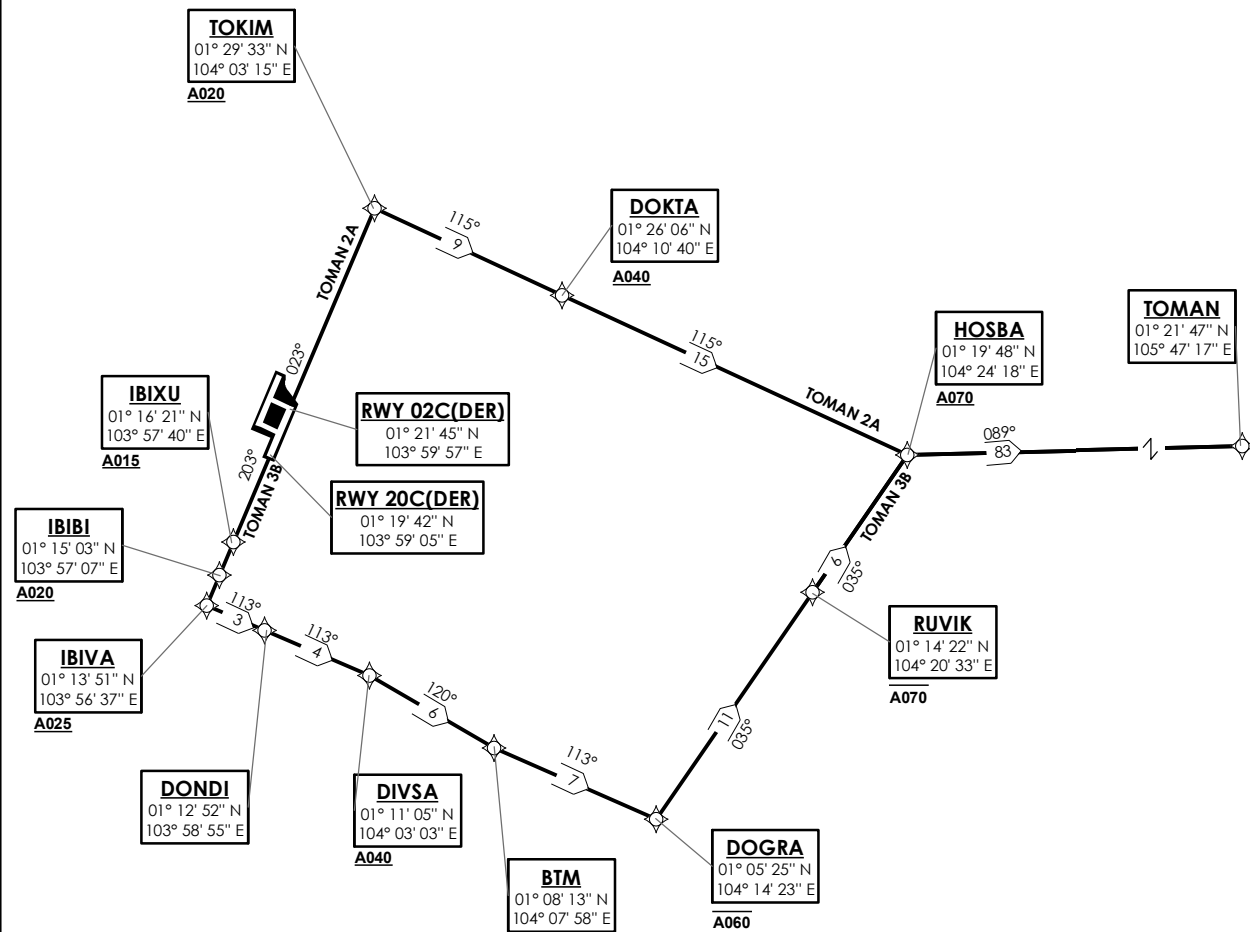 TOKIM
01° 29' 33" N
104° 03' 15" E
A020
TOMAN 2A
115°
9
DOKTA
01° 26' 06" N
104° 10' 40" E
A040
115°
15
TOMAN 2A
HOSBA
01° 19' 48" N
104° 24' 18" E
A070
TOMAN
01° 21' 47" N
105° 47' 17" E
089°
83
023°
IBIXU
01° 16' 21" N
103° 57' 40" E
A015
RWY 02C(DER)
01° 21' 45" N
103° 59' 57" E
203°
TOMAN 3B
RWY 20C(DER)
01° 19' 42" N
103° 59' 05" E
IBIBI
01° 15' 03" N
103° 57' 07" E
A020
IBIVA
01° 13' 51" N
103° 56' 37" E
A025
113°
3
113°
4
120°
6
113°
7
11
035°
6
035°
TOMAN 3B
RUVIK
01° 14' 22" N
104° 20' 33" E
A070
DONDI
01° 12' 52" N
103° 58' 55" E
DIVSA
01° 11' 05" N
104° 03' 03" E
A040
BTM
01° 08' 13" N
104° 07' 58" E
DOGRA
01° 05' 25" N
104° 14' 23" E
A060